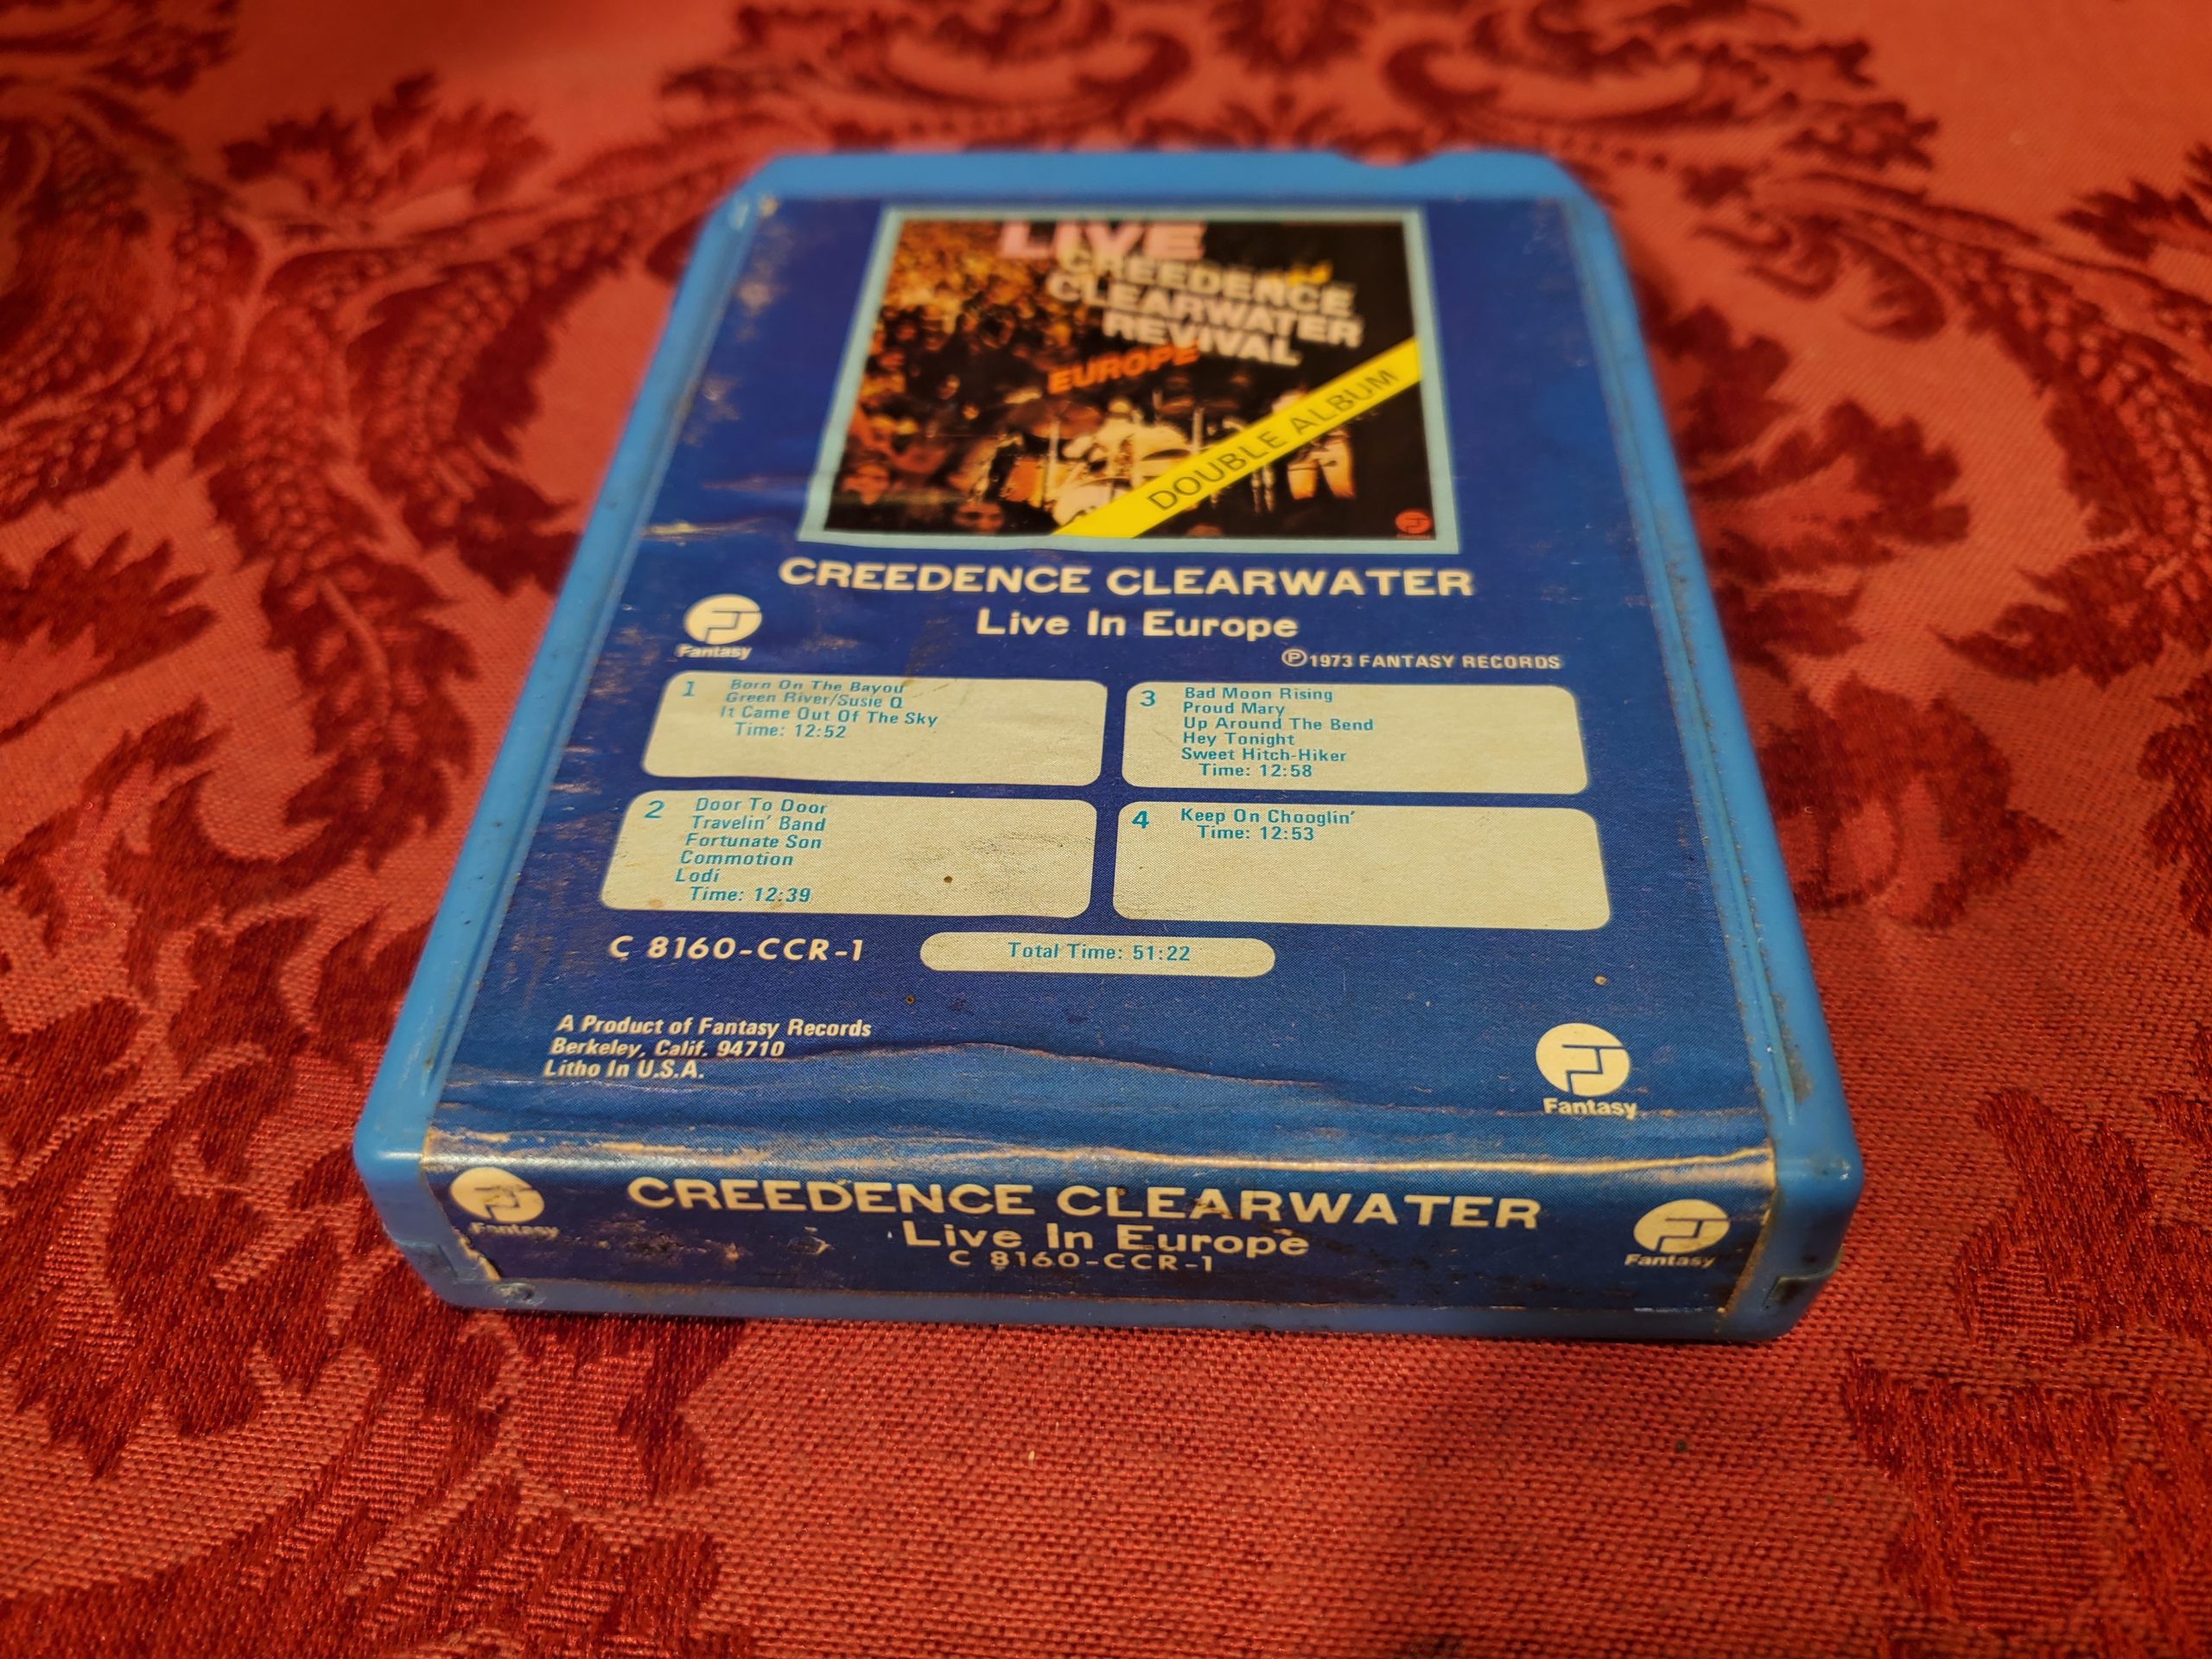 LIVE
CREEDENCE
CLEARWATER
REVIVAL
EUROPE
DOUBLE ALBUM
CREEDENCE CLEARWATER
Live In Europe
Fantasy
Ⓟ1973 FANTASY RECORDS
1 Born On The Bayou
Green River/Susie Q
It Came Out Of The Sky
Time: 12:52
2 Door To Door
Travelin' Band
Fortunate Son
Commotion
Lodi
Time: 12:39
3 Bad Moon Rising
Proud Mary
Up Around The Bend
Hey Tonight
Sweet Hitch-Hiker
Time: 12:58
4 Keep On Chooglin'
Time: 12:53
C 8160-CCR-1
Total Time: 51:22
A Product of Fantasy Records
Berkeley, Calif. 94710
Litho In U.S.A.
Fantasy
Fantasy
CREEDENCE CLEARWATER
Live In Europe
C 8160-CCR-1
Fantasy